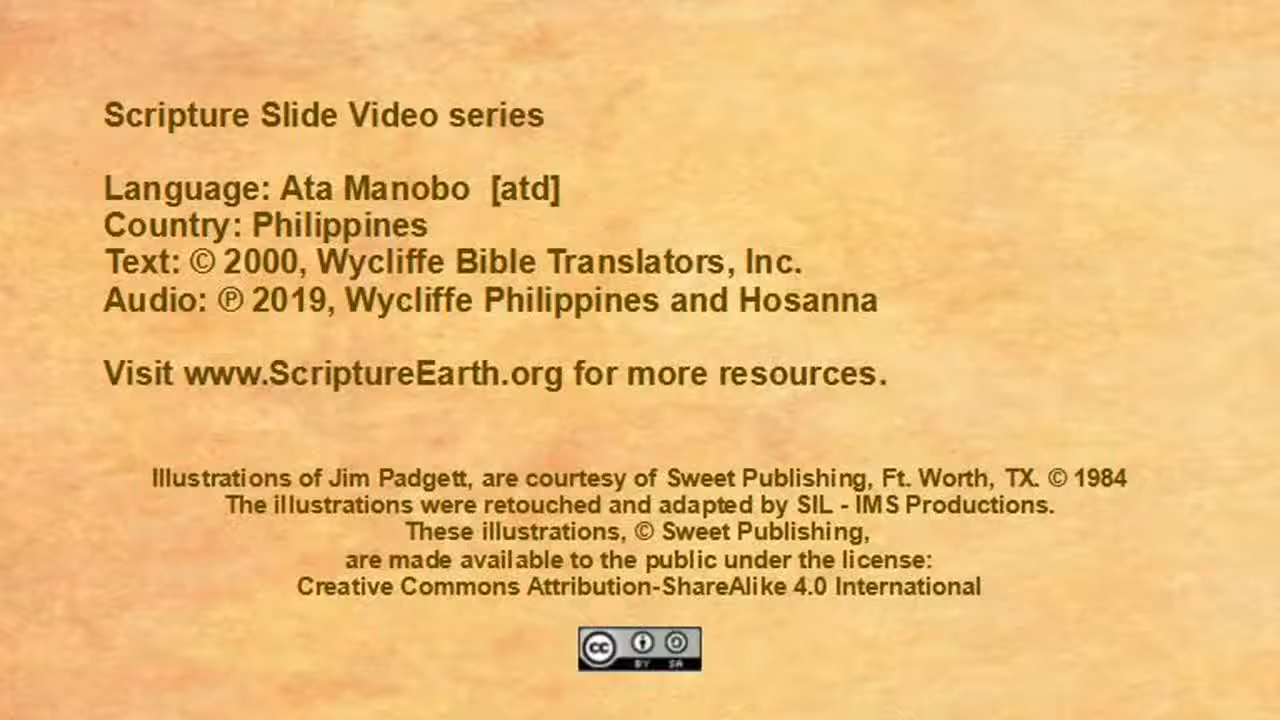 Scripture Slide Video series
Language: Ata Manobo [atd]
Country: Philippines
Text: © 2000, Wycliffe Bible Translators, Inc.
Audio: ℗ 2019, Wycliffe Philippines and Hosanna
Visit www.ScriptureEarth.org for more resources.
Illustrations of Jim Padgett, are courtesy of Sweet Publishing, Ft. Worth, TX. © 1984
The illustrations were retouched and adapted by SIL - IMS Productions.
These illustrations, © Sweet Publishing,
are made available to the public under the license:
Creative Commons Attribution-ShareAlike 4.0 International
cc BY SA